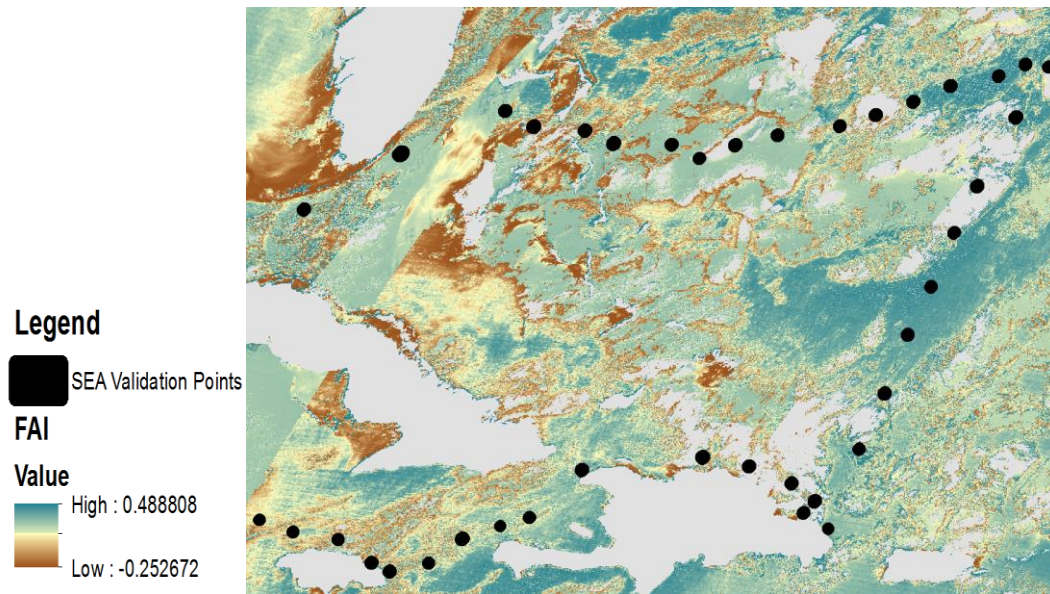 Legend
SEA Validation Points
FAI
Value
High : 0.488808
Low : -0.252672